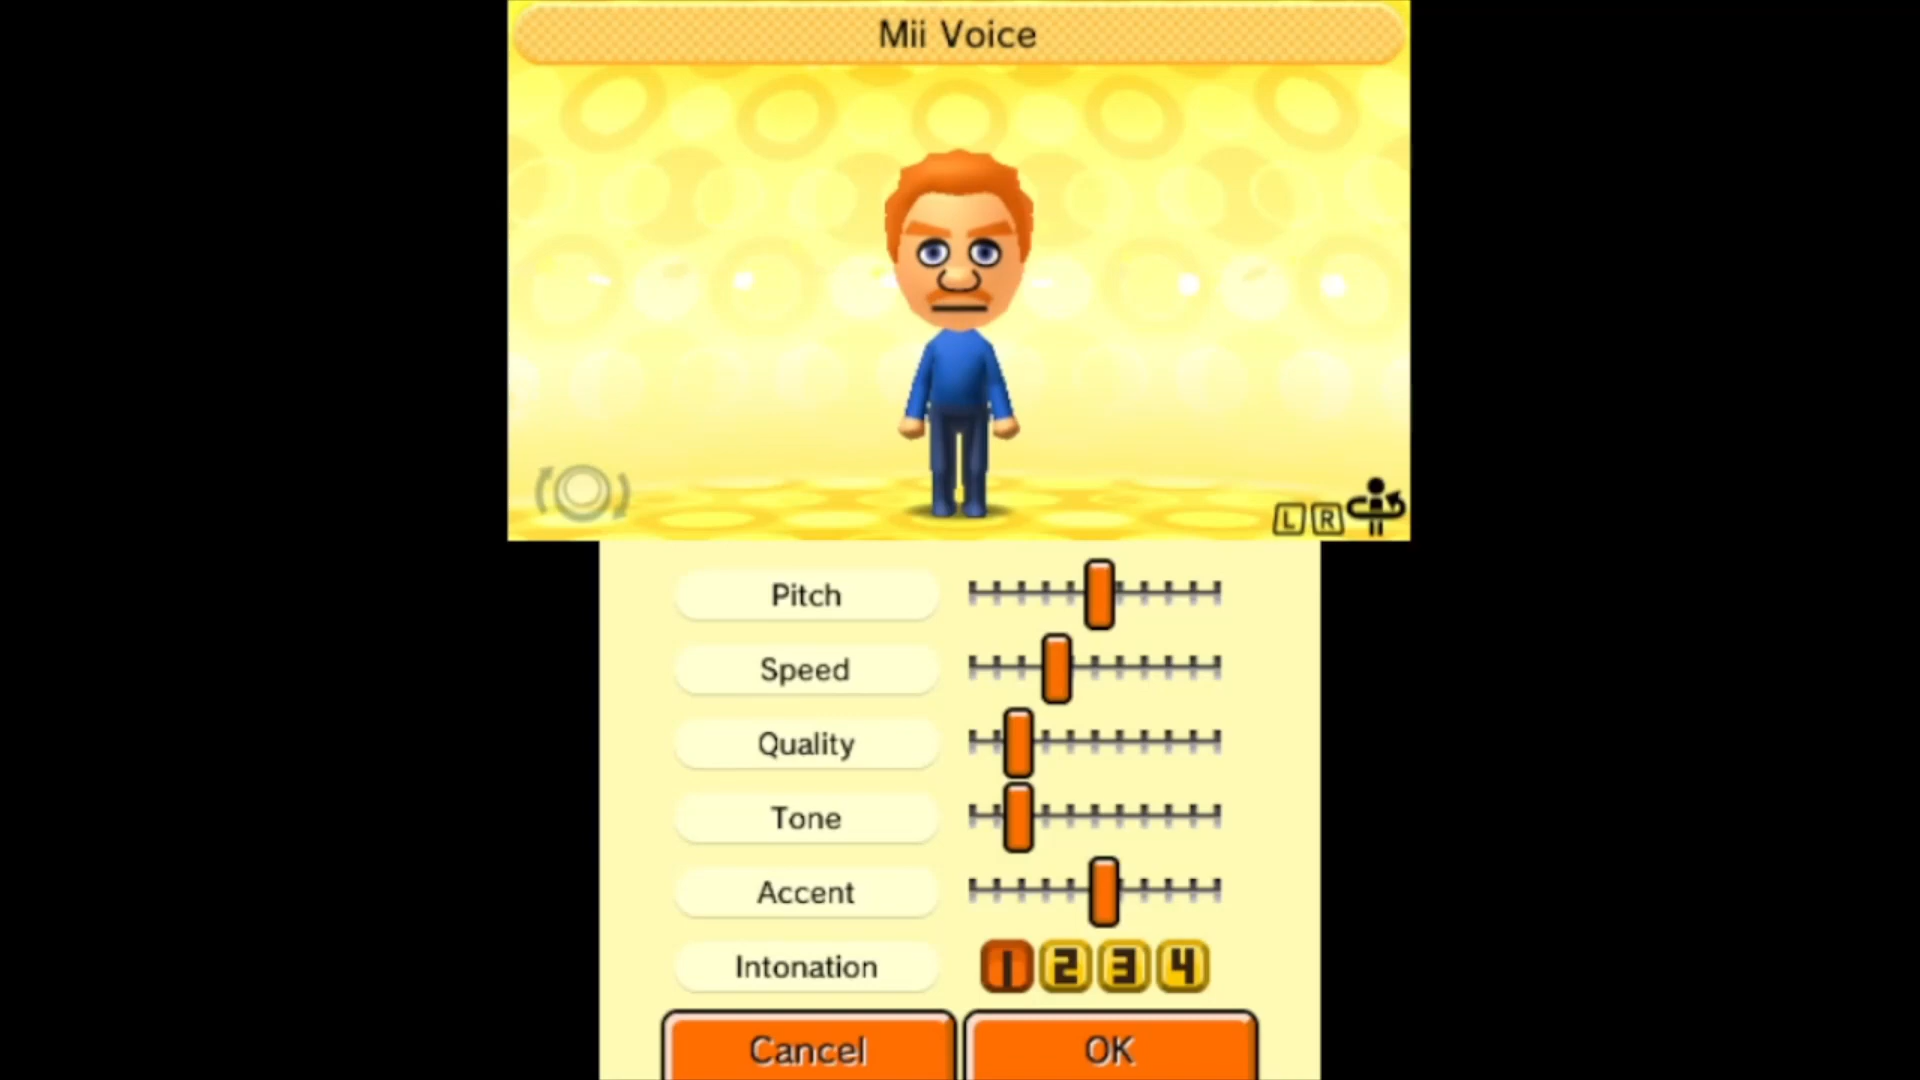 Mii Voice
L R
Pitch
Speed
Quality
Tone
Accent
Intonation 1 2 3 4
Cancel OK